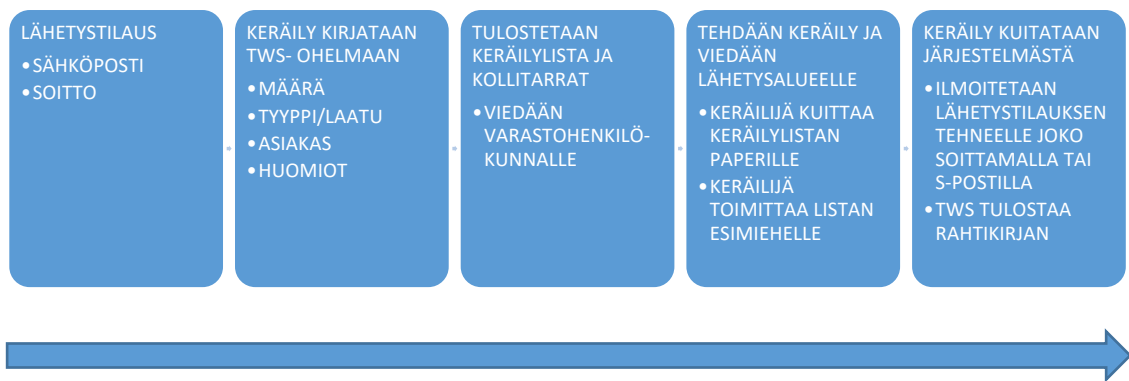 LÄHETYSTILAUS
•SÄHKÖPOSTI
•SOITTO
KERÄILY KIRJATAAN
TWS- OHELMAAN
•MÄÄRÄ
•TYYPPI/LAATU
•ASIAKAS
•HUOMIOT
TULOSTETAAN
KERÄILYLISTA JA
KOLLITARRAT
•VIEDÄÄN
VARASTOHENKILÖ-
KUNNALLE
TEHDÄÄN KERÄILY JA
VIEDÄÄN
LÄHETYSALUEELLE
•KERÄILIJÄ KUITTAA
KERÄILYLISTAN
PAPERILLE
•KERÄILIJÄ
TOIMITTAA LISTAN
ESIMIEHELLE
KERÄILY KUITATAAN
JÄRJESTELMÄSTÄ
•ILMOITETAAN
LÄHETYSTILAUKSEN
TEHNEELLE JOKO
SOITTAMALLA TAI
S-POSTILLA
•TWS TULOSTAA
RAHTIKIRJAN